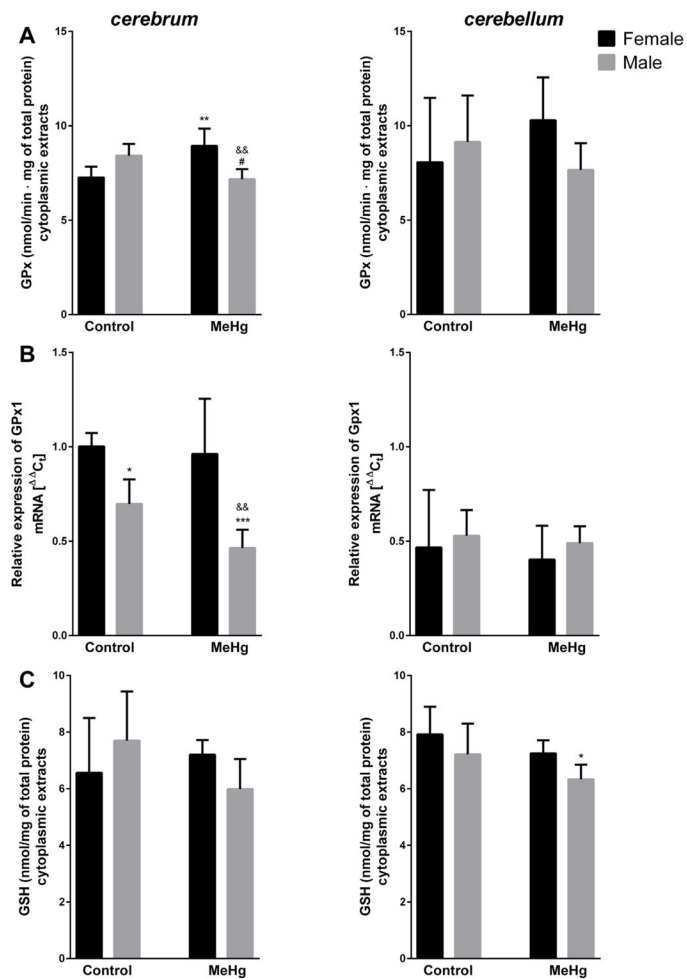 cerebrum
cerebellum
Female
Male
A
GPx (nmol/min · mg of total protein)
cytoplasmic extracts
15
10
5
0
**
&&
#
Control
MeHg
GPx (nmol/min · mg of total protein)
cytoplasmic extracts
15
10
5
0
Control
MeHg
B
Relative expression of GPx1
mRNA [ΔΔCt]
1.5
1.0
0.5
0.0
*
&&
***
Control
MeHg
Relative expression of Gpx1
mRNA [ΔΔCt]
1.5
1.0
0.5
0.0
Control
MeHg
C
GSH (nmol/mg of total protein)
cytoplasmic extracts
10
8
6
4
2
0
Control
MeHg
GSH (nmol/mg of total protein)
cytoplasmic extracts
10
8
6
4
2
0
*
Control
MeHg